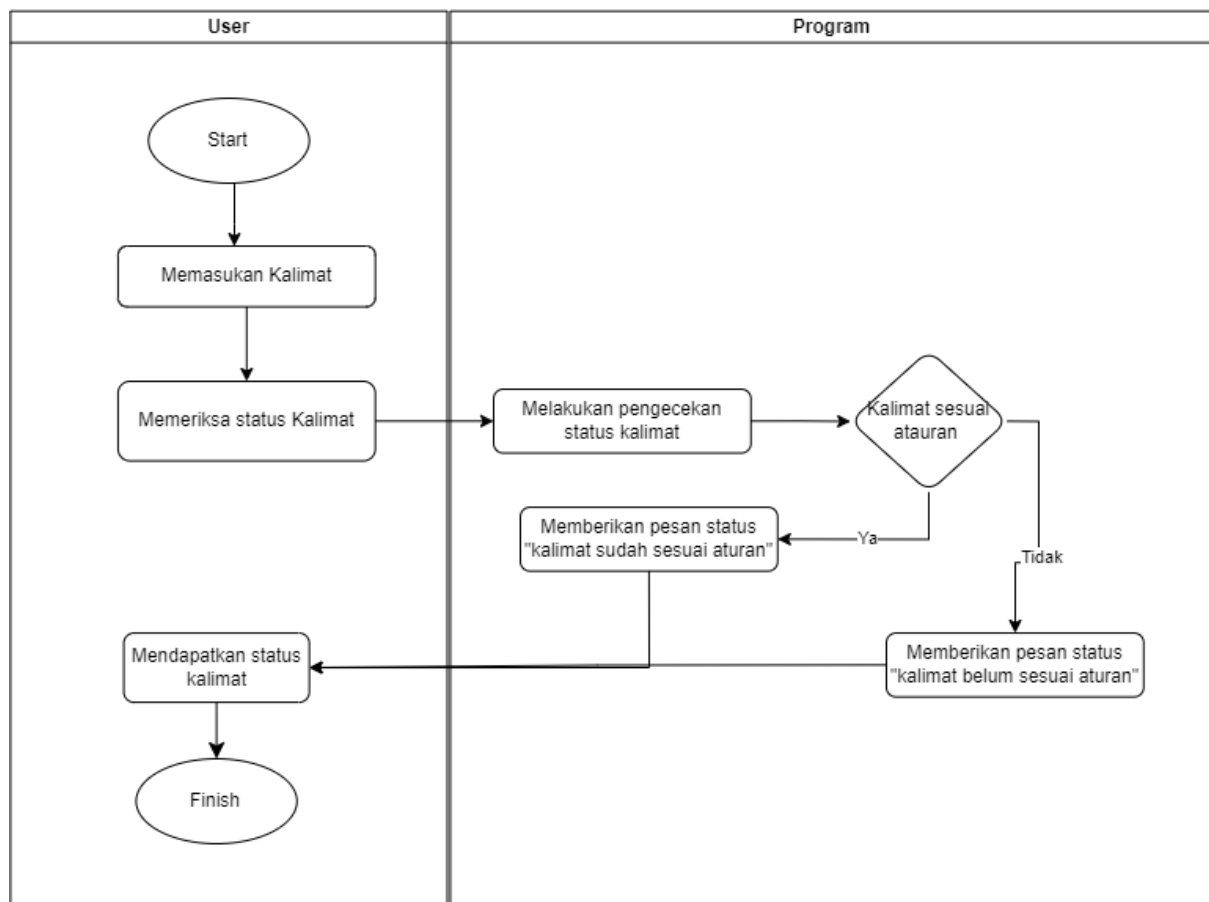 User
Program
Start
Memasukan Kalimat
Memeriksa status Kalimat
Melakukan pengecekan
status kalimat
Kalimat sesuai
atauran
Memberikan pesan status
"kalimat sudah sesuai aturan"
Ya
Tidak
Mendapatkan status
kalimat
Memberikan pesan status
"kalimat belum sesuai aturan"
Finish